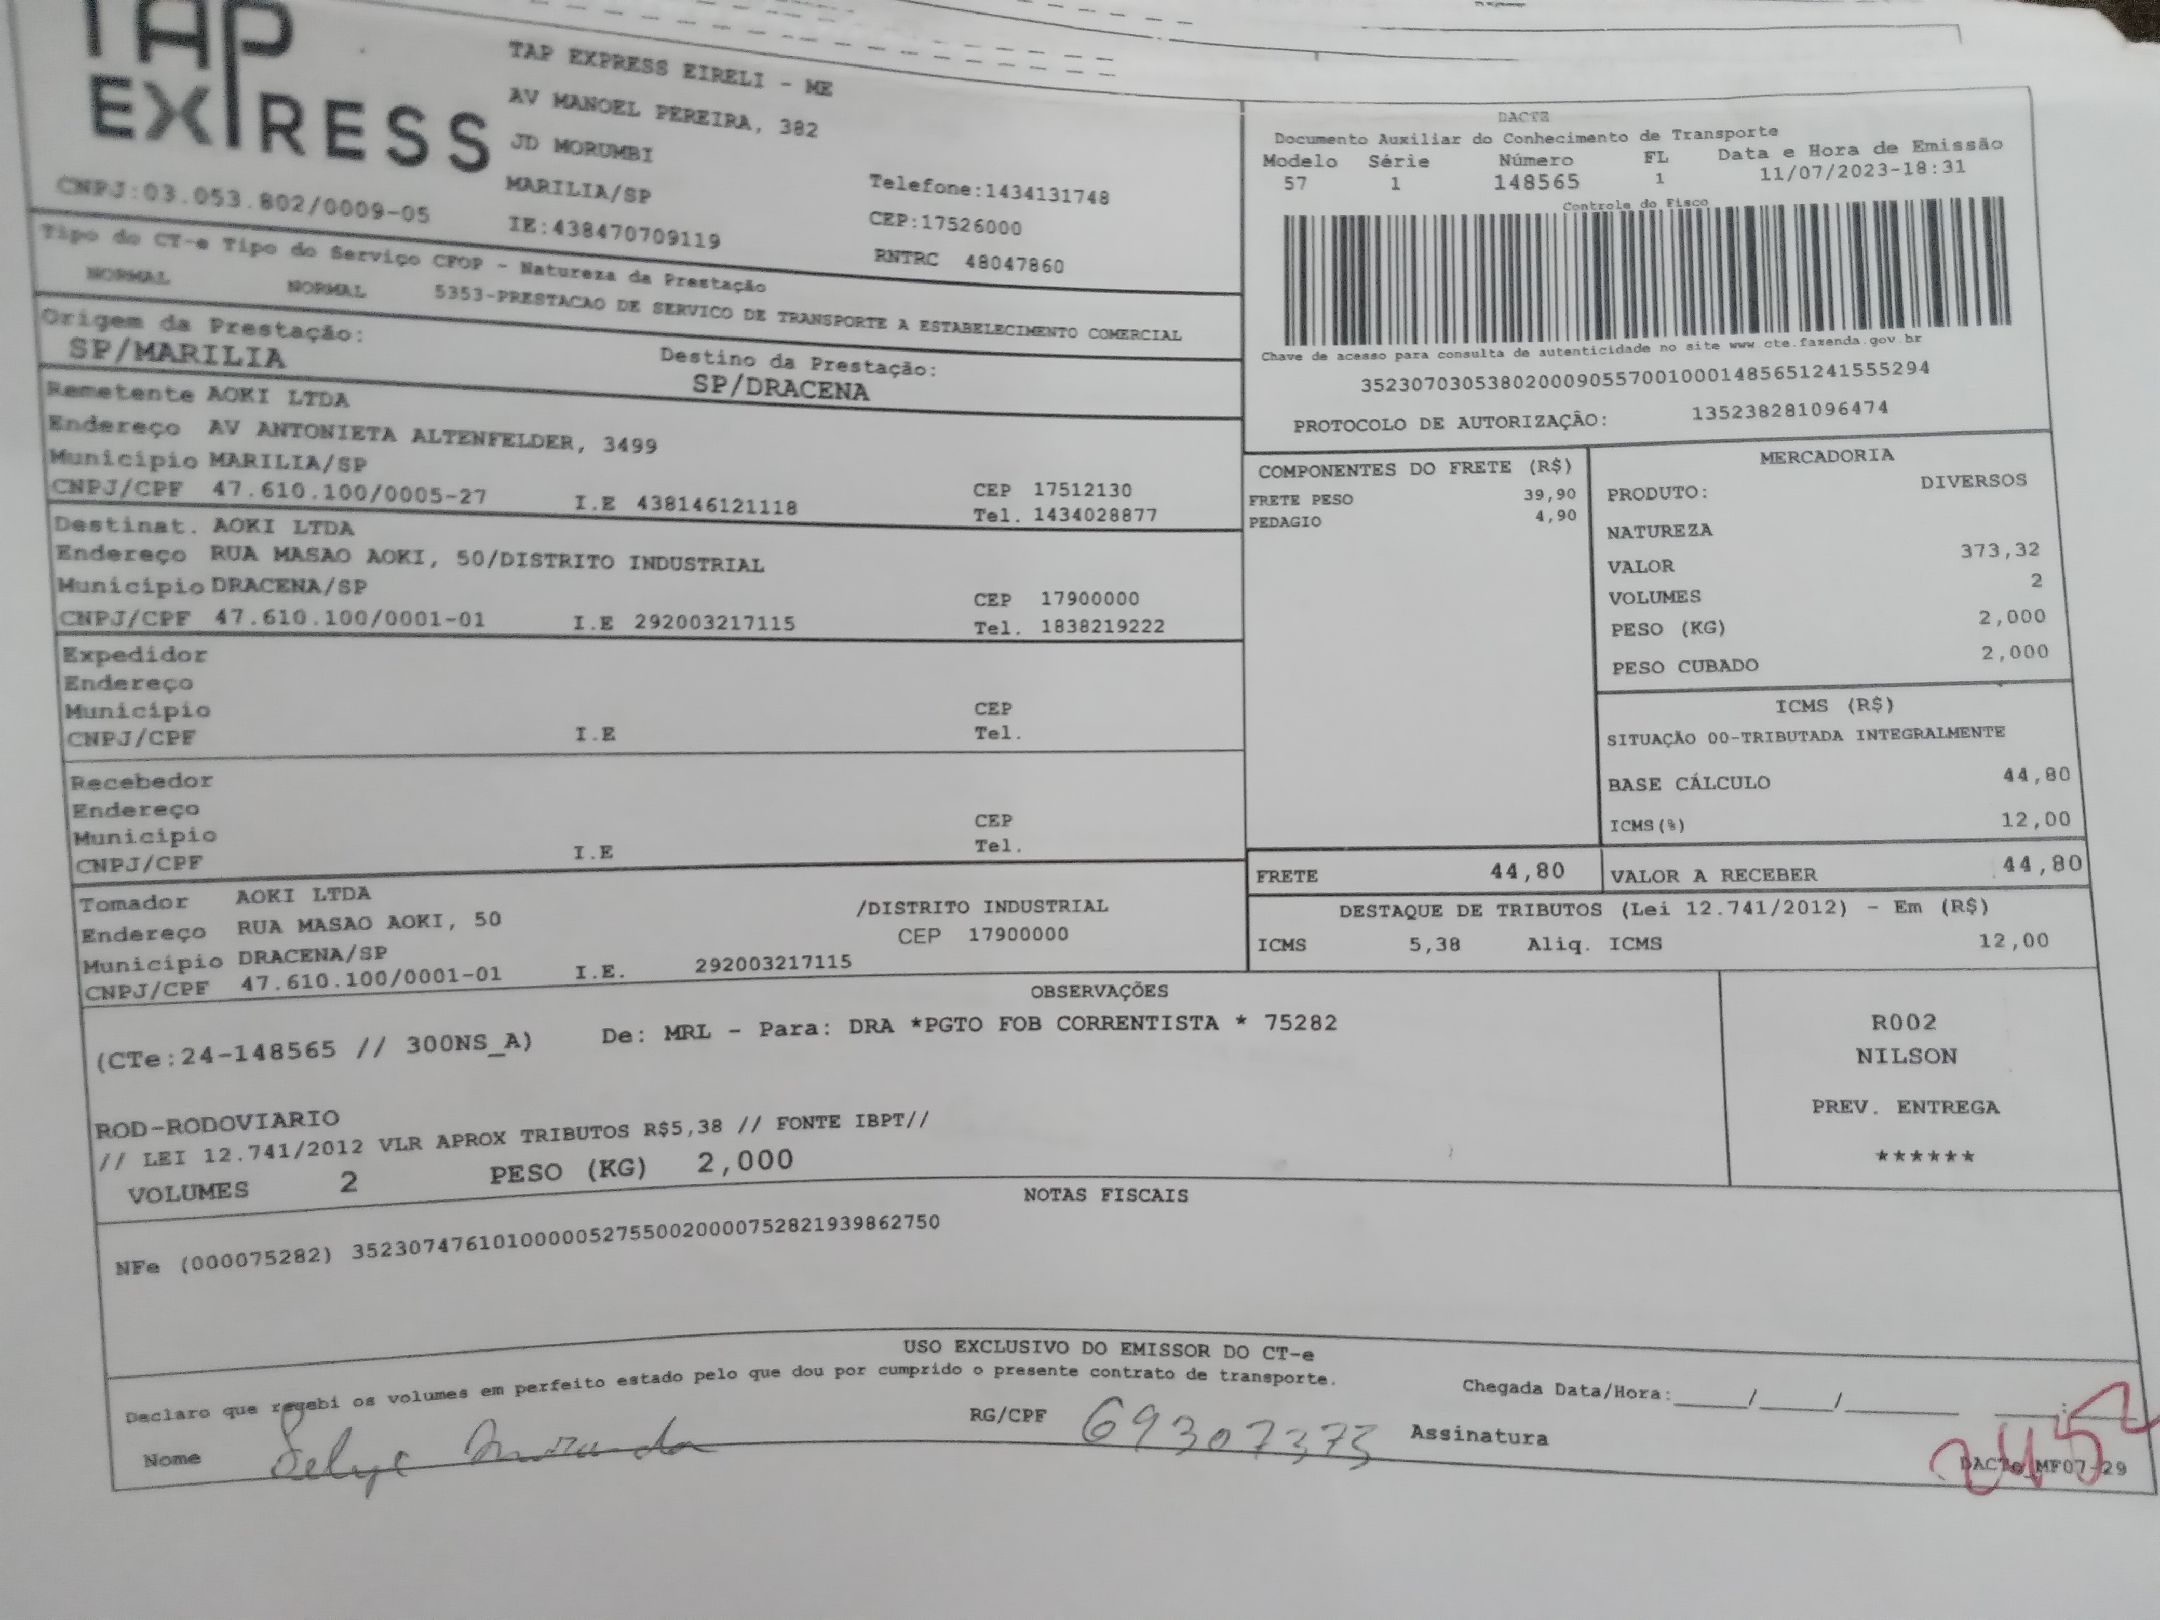 TAP
EXPRESS
TAP EXPRESS EIRELI - ME
AV MANOEL PEREIRA, 382
JD MORUMBI
MARILIA/SP
Telefone:1434131748
CNPJ:03.053.802/0009-05
IE:438470709119
CEP:17526000
RNTRC 48047860
DACTE
Documento Auxiliar do Conhecimento de Transporte
Modelo Série Número FL Data e Hora de Emissão
57 1 148565 1 11/07/2023-18:31
Controle do Fisco
Chave de acesso para consulta de autenticidade no site www.cte.fazenda.gov.br
35230703053802000905570010001485651241555294
PROTOCOLO DE AUTORIZAÇÃO: 135238281096474
Tipo do CT-e Tipo do Serviço CFOP - Natureza da Prestação
NORMAL NORMAL 5353-PRESTACAO DE SERVICO DE TRANSPORTE A ESTABELECIMENTO COMERCIAL
Origem da Prestação: Destino da Prestação:
SP/MARILIA SP/DRACENA
Remetente AOKI LTDA
Endereço AV ANTONIETA ALTENFELDER, 3499
Município MARILIA/SP CEP 17512130
CNPJ/CPF 47.610.100/0005-27 I.E 438146121118 Tel. 1434028877
Destinat. AOKI LTDA
Endereço RUA MASAO AOKI, 50/DISTRITO INDUSTRIAL
Município DRACENA/SP CEP 17900000
CNPJ/CPF 47.610.100/0001-01 I.E 292003217115 Tel. 1838219222
Expedidor
Endereço
Município CEP
CNPJ/CPF I.E Tel.
Recebedor
Endereço
Município CEP
CNPJ/CPF I.E Tel.
Tomador AOKI LTDA
Endereço RUA MASAO AOKI, 50 /DISTRITO INDUSTRIAL
Município DRACENA/SP CEP 17900000
CNPJ/CPF 47.610.100/0001-01 I.E. 292003217115
COMPONENTES DO FRETE (R$)
FRETE PESO 39,90
PEDAGIO 4,90
MERCADORIA
PRODUTO: DIVERSOS
NATUREZA
VALOR 373,32
VOLUMES 2
PESO (KG) 2,000
PESO CUBADO 2,000
ICMS (R$)
SITUAÇÃO 00-TRIBUTADA INTEGRALMENTE
BASE CÁLCULO 44,80
ICMS(%) 12,00
FRETE 44,80 VALOR A RECEBER 44,80
DESTAQUE DE TRIBUTOS (Lei 12.741/2012) - Em (R$)
ICMS 5,38 Aliq. ICMS 12,00
OBSERVAÇÕES
(CTe:24-148565 // 300NS_A) De: MRL - Para: DRA *PGTO FOB CORRENTISTA * 75282
ROD-RODOVIARIO
// LEI 12.741/2012 VLR APROX TRIBUTOS R$5,38 // FONTE IBPT//
VOLUMES 2 PESO (KG) 2,000
R002
NILSON
PREV. ENTREGA
******
NOTAS FISCAIS
NFe (000075282) 35230747610100000527550020000752821939862750
USO EXCLUSIVO DO EMISSOR DO CT-e
Declaro que recebi os volumes em perfeito estado pelo que dou por cumprido o presente contrato de transporte.
Chegada Data/Hora:_____/_____/_______ ____:____
Nome RG/CPF 69307373 Assinatura